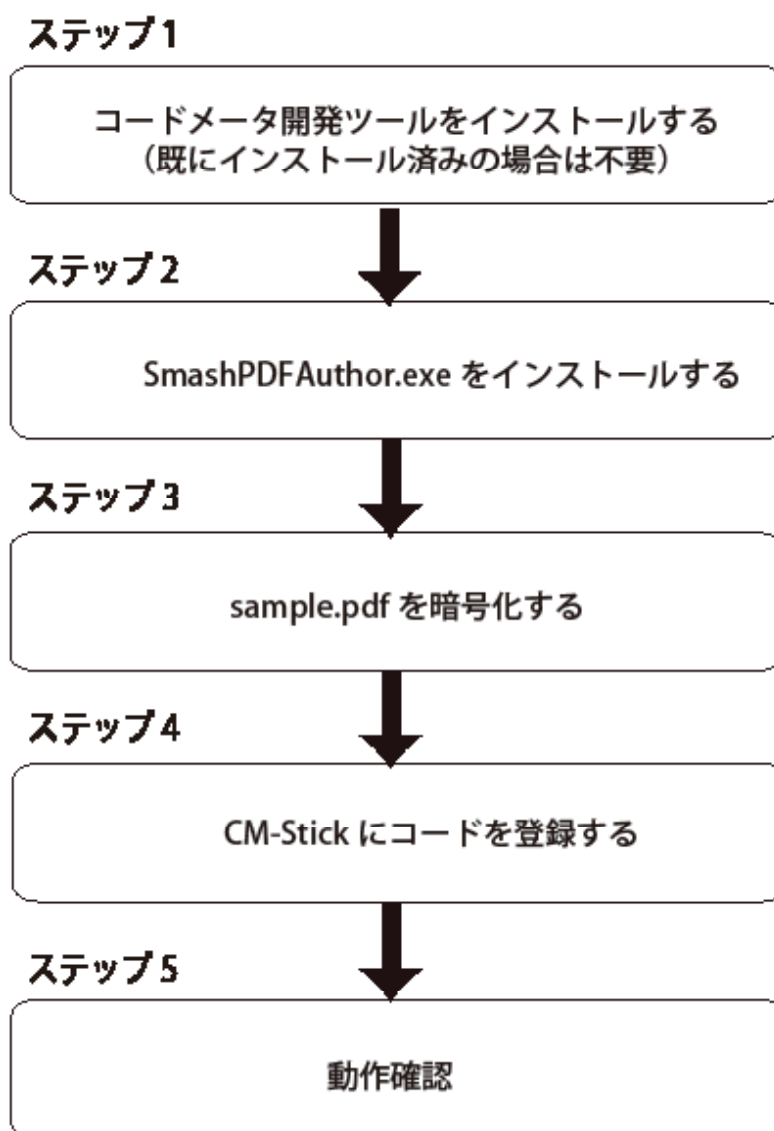 ステップ1
コードメータ開発ツールをインストールする
(既にインストール済みの場合は不要)
ステップ2
SmashPDFAuthor.exe をインストールする
ステップ3
sample.pdf を暗号化する
ステップ4
CM-Stick にコードを登録する
ステップ5
動作確認